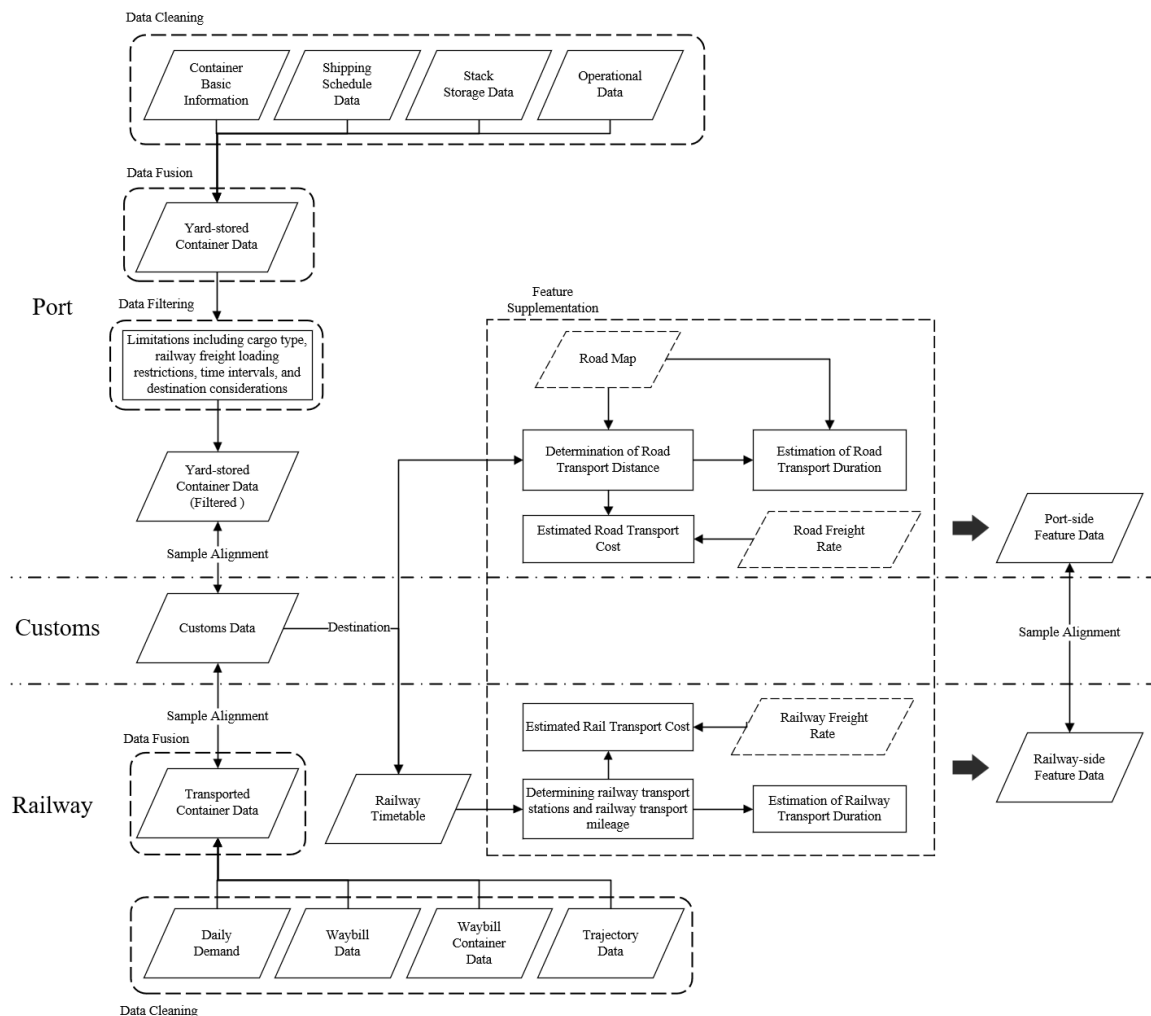 Data Cleaning
Container
Basic
Information
Shipping
Schedule
Data
Stack
Storage Data
Operational
Data
Data Fusion
Yard-stored
Container Data
Port
Data Filtering
Limitations including cargo type,
railway freight loading
restrictions, time intervals, and
destination considerations
Yard-stored
Container Data
(Filtered )
Sample Alignment
Feature
Supplementation
Road Map
Determination of Road
Transport Distance
Estimation of Road
Transport Duration
Estimated Road Transport
Cost
Road Freight
Rate
Port-side
Feature Data
Customs
Customs Data
Destination
Sample Alignment
Sample Alignment
Data Fusion
Railway
Transported
Container Data
Railway
Timetable
Estimated Rail Transport Cost
Railway Freight
Rate
Determining railway transport
stations and railway transport
mileage
Estimation of Railway
Transport Duration
Railway-side
Feature Data
Daily
Demand
Waybill
Data
Waybill
Container
Data
Trajectory
Data
Data Cleaning